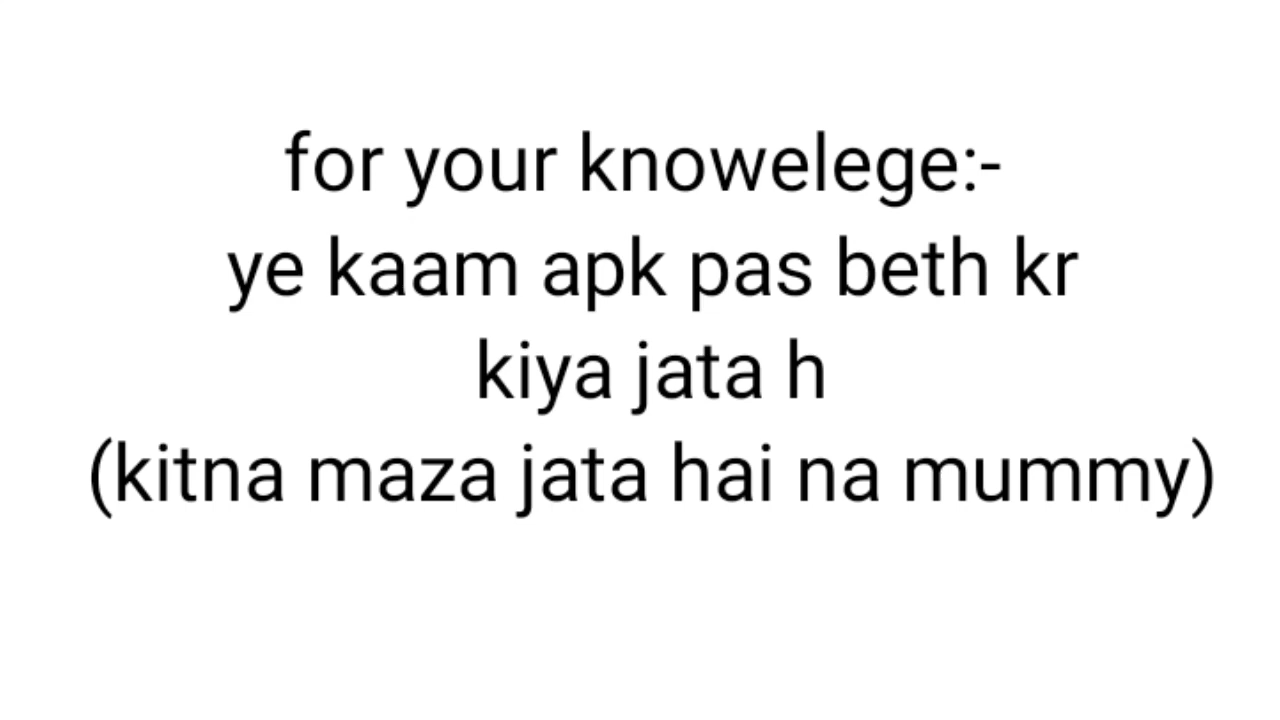 for your knowelege:-
ye kaam apk pas beth kr
kiya jata h
(kitna maza jata hai na mummy)